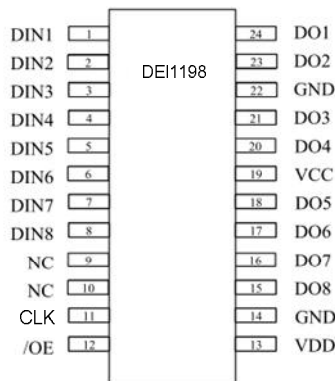 DIN1 1 24 DO1
DIN2 2 DEI1198 23 DO2
DIN3 3 22 GND
DIN4 4 21 DO3
DIN5 5 20 DO4
DIN6 6 19 VCC
DIN7 7 18 DO5
DIN8 8 17 DO6
NC 9 16 DO7
NC 10 15 DO8
CLK 11 14 GND
/OE 12 13 VDD